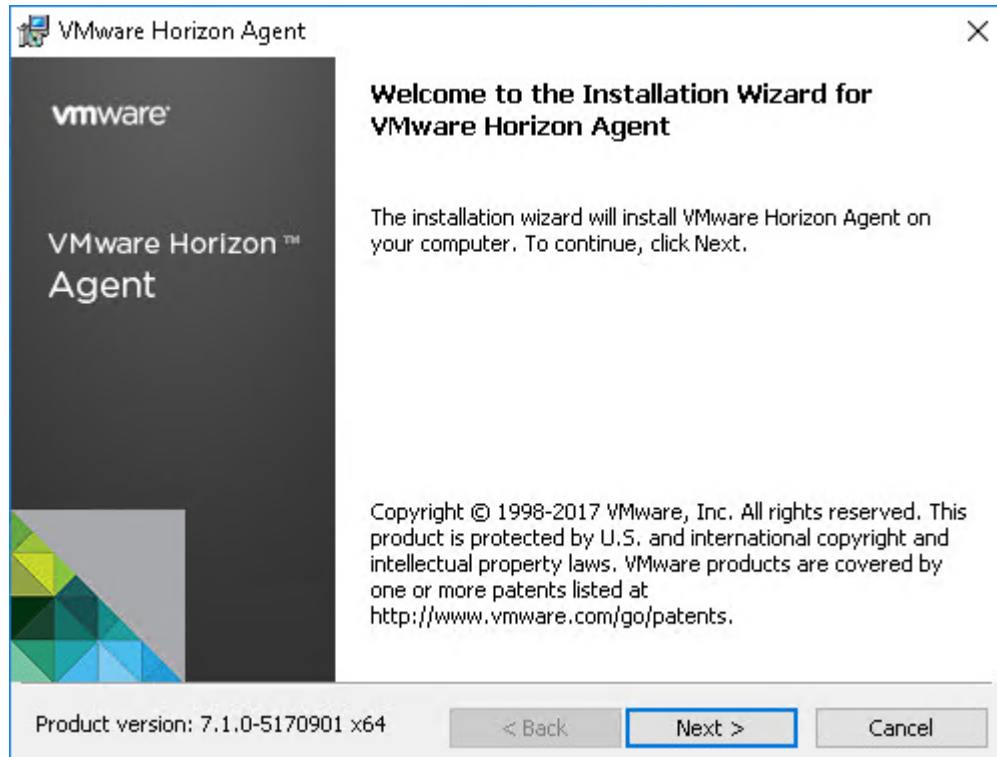 VMware Horizon Agent
vmware®
VMware Horizon ™
Agent
Welcome to the Installation Wizard for
VMware Horizon Agent
The installation wizard will install VMware Horizon Agent on
your computer. To continue, click Next.
Copyright © 1998-2017 VMware, Inc. All rights reserved. This
product is protected by U.S. and international copyright and
intellectual property laws. VMware products are covered by
one or more patents listed at
http://www.vmware.com/go/patents.
Product version: 7.1.0-5170901 x64
< Back
Next >
Cancel